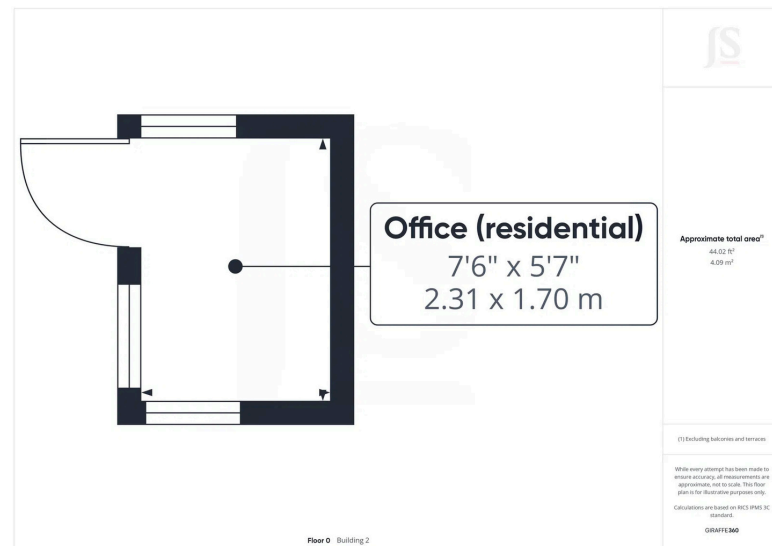 JS
Office (residential)
7'6" x 5'7"
2.31 x 1.70 m
Approximate total area⁽¹⁾
44.02 ft²
4.09 m²
(1) Excluding balconies and terraces
While every attempt has been made to
ensure accuracy, all measurements are
approximate, not to scale. This floor
plan is for illustrative purposes only.
Calculations are based on RICS IPMS 3C
standard.
GIRAFFE360
Floor 0 Building 2